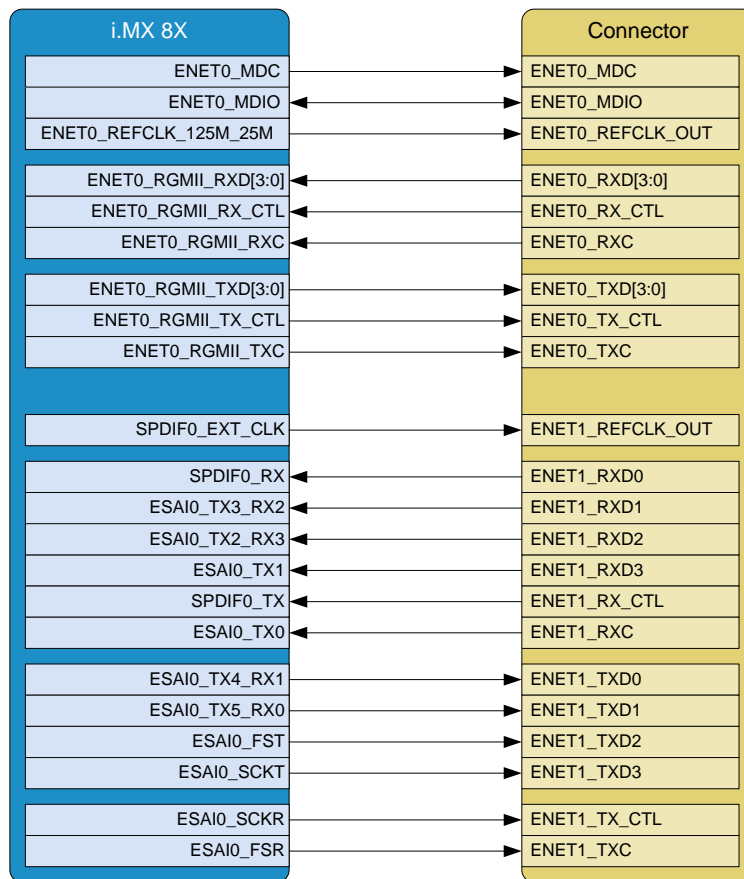 i.MX 8X Connector
ENET0_MDC ENET0_MDC
ENET0_MDIO ENET0_MDIO
ENET0_REFCLK_125M_25M ENET0_REFCLK_OUT
ENET0_RGMII_RXD[3:0] ENET0_RXD[3:0]
ENET0_RGMII_RX_CTL ENET0_RX_CTL
ENET0_RGMII_RXC ENET0_RXC
ENET0_RGMII_TXD[3:0] ENET0_TXD[3:0]
ENET0_RGMII_TX_CTL ENET0_TX_CTL
ENET0_RGMII_TXC ENET0_TXC
SPDIF0_EXT_CLK ENET1_REFCLK_OUT
SPDIF0_RX ENET1_RXD0
ESAI0_TX3_RX2 ENET1_RXD1
ESAI0_TX2_RX3 ENET1_RXD2
ESAI0_TX1 ENET1_RXD3
SPDIF0_TX ENET1_RX_CTL
ESAI0_TX0 ENET1_RXC
ESAI0_TX4_RX1 ENET1_TXD0
ESAI0_TX5_RX0 ENET1_TXD1
ESAI0_FST ENET1_TXD2
ESAI0_SCKT ENET1_TXD3
ESAI0_SCKR ENET1_TX_CTL
ESAI0_FSR ENET1_TXC